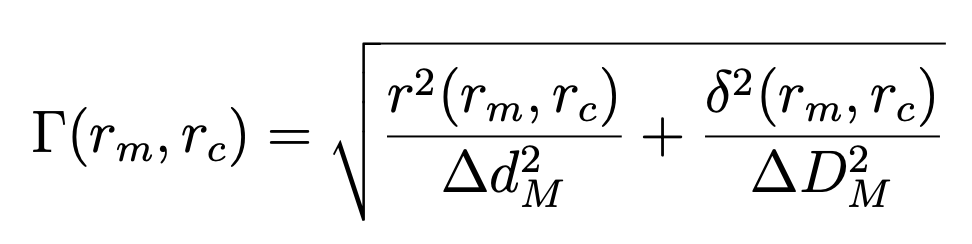 Γ(r_m, r_c) = √(r²(r_m, r_c)/Δd_M² + δ²(r_m, r_c)/ΔD_M²)